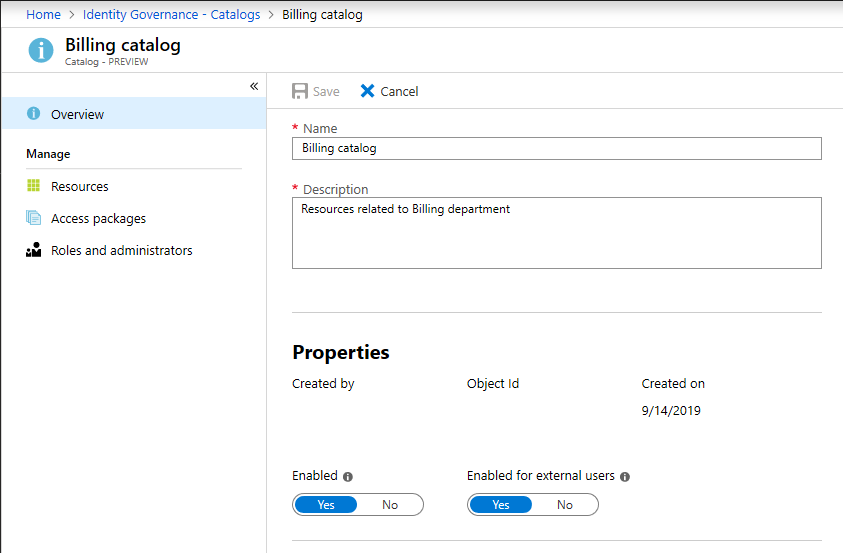 Home > Identity Governance - Catalogs > Billing catalog
Billing catalog
Catalog - PREVIEW
«
Save
Cancel
Overview
Manage
Resources
Access packages
Roles and administrators
* Name
Billing catalog
* Description
Resources related to Billing department
Properties
Created by Object Id Created on
9/14/2019
Enabled Enabled for external users
Yes No Yes No